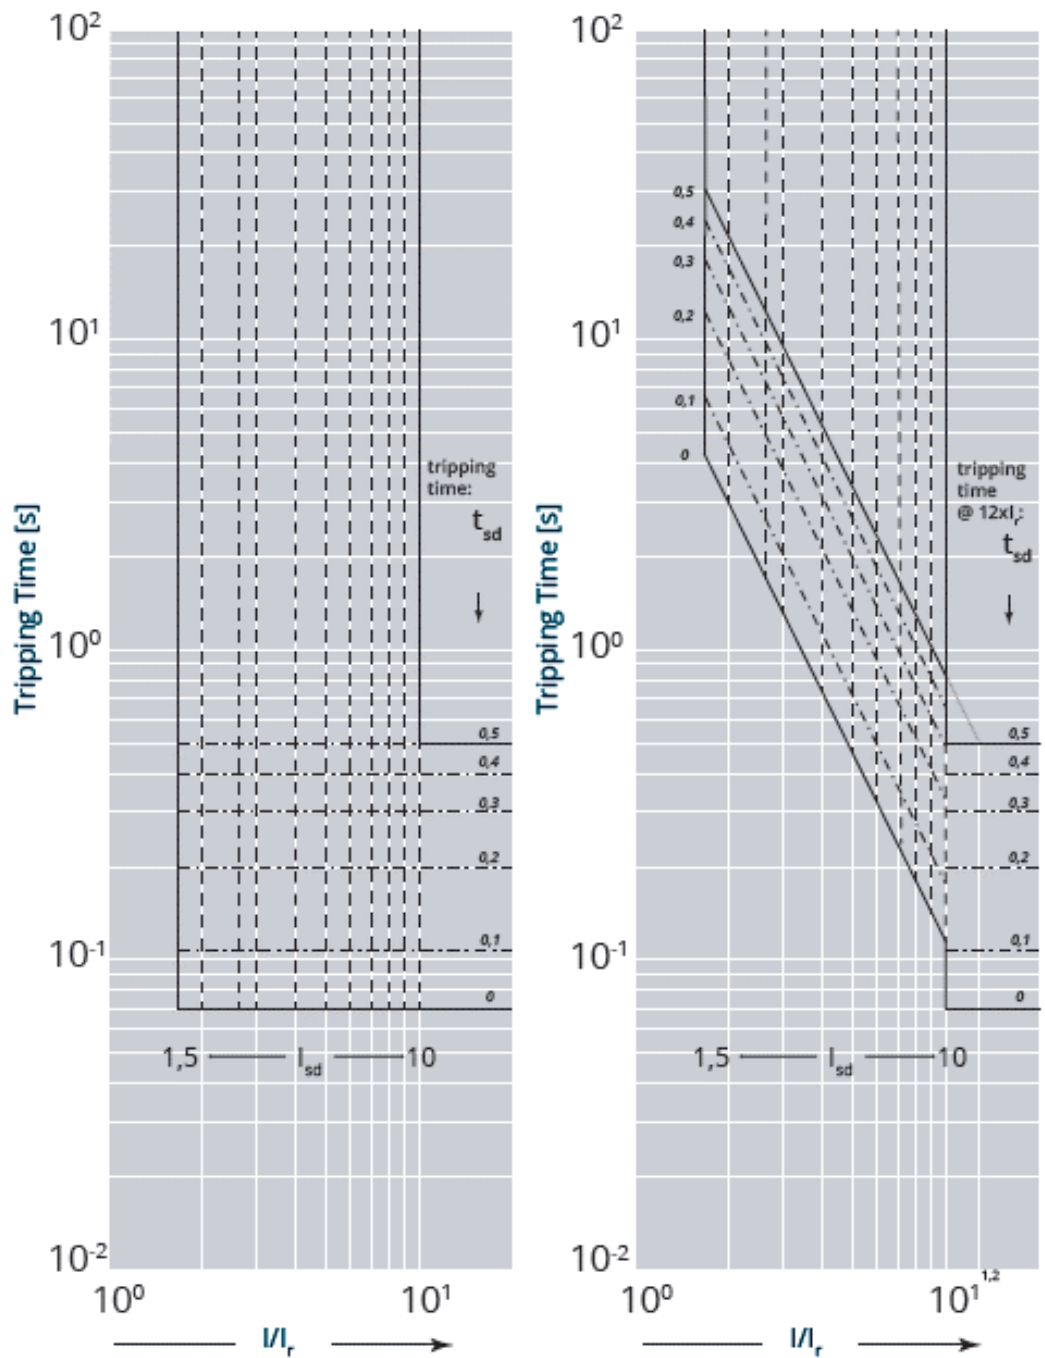 10²
Tripping Time [s]
10¹
tripping
time:
t_sd
10⁰
0,5
0,4
0,3
0,2
0,1
10⁻¹
0
1,5 I_sd 10
10⁻²
10⁰ 10¹
I/I_r
10²
Tripping Time [s]
0,5
0,4
0,3
0,2
10¹
0,1
0
tripping
time
@ 12xI_r:
t_sd
10⁰
0,5
0,4
0,3
0,2
0,1
10⁻¹
0
1,5 I_sd 10
10⁻²
10⁰ 10¹ 1,2
I/I_r